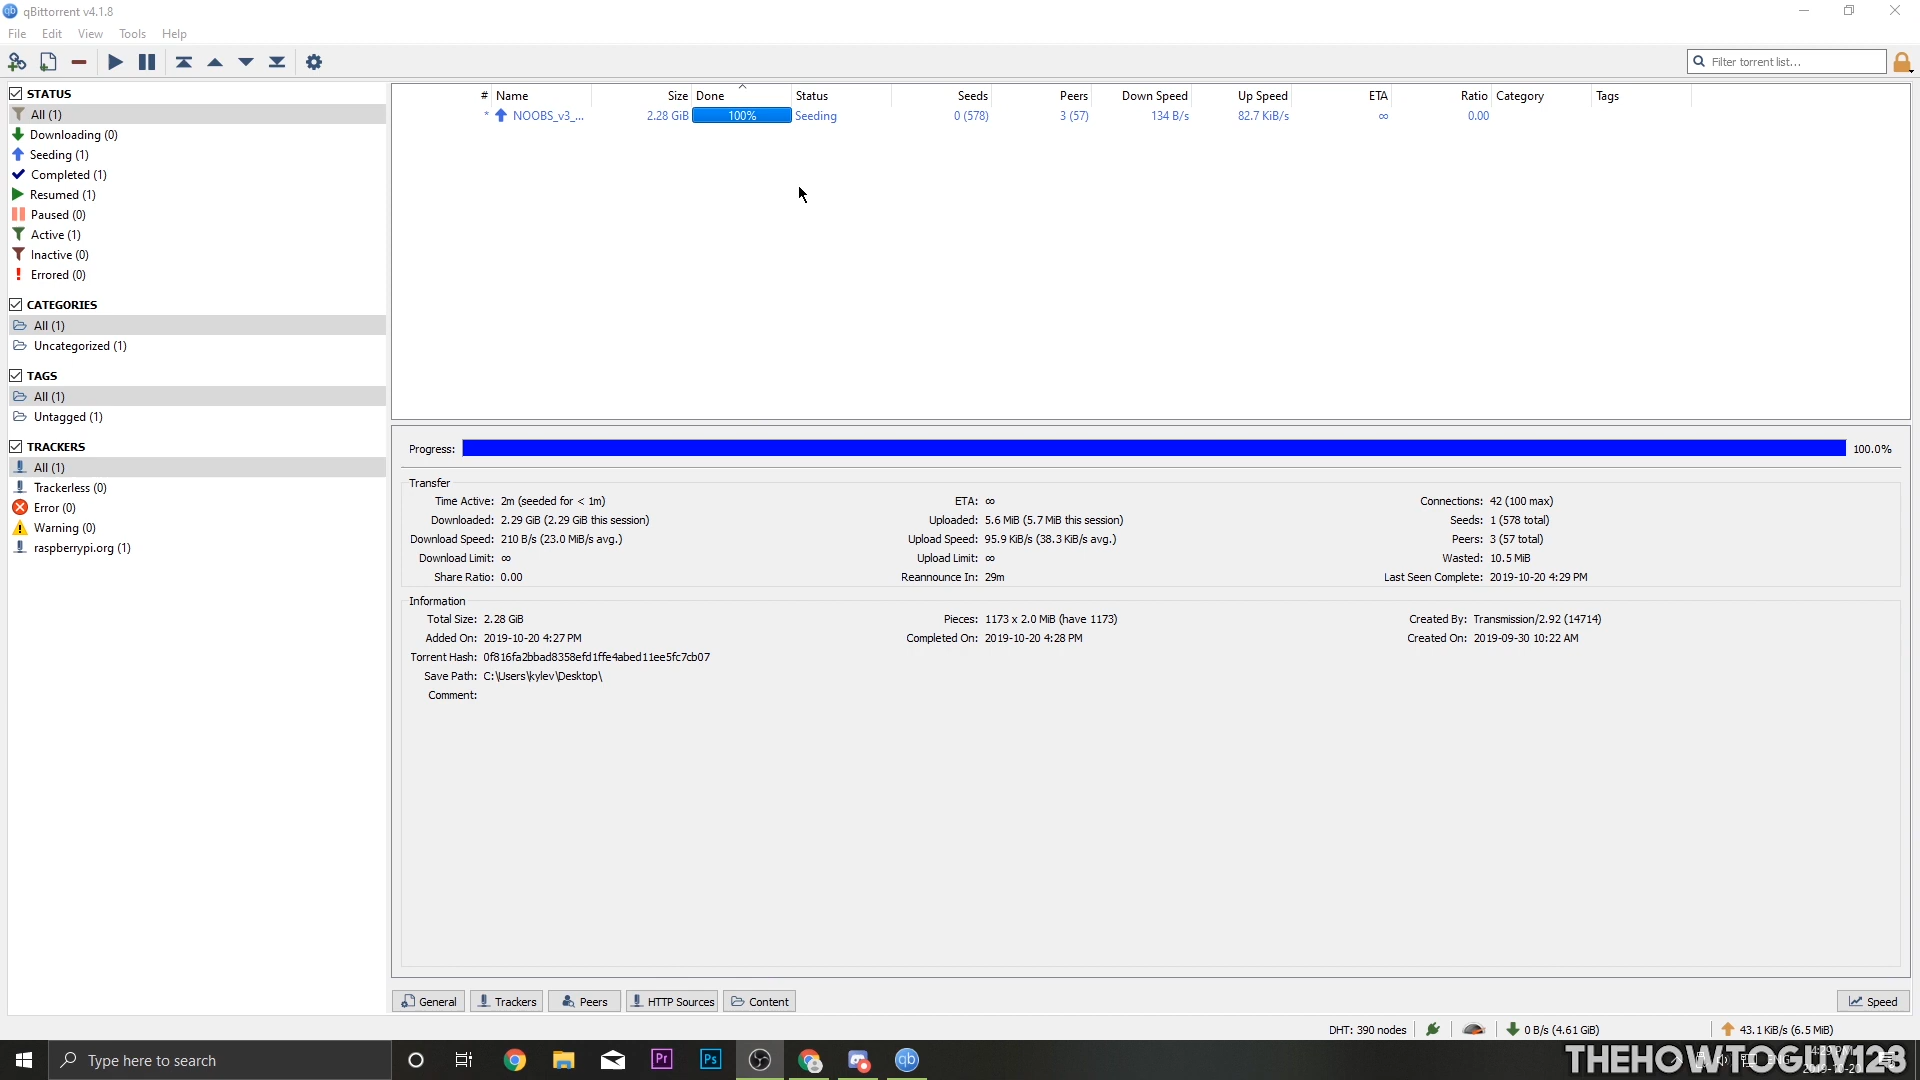 qBittorrent v4.1.8
File Edit View Tools Help
Filter torrent list...
STATUS
All (1)
Downloading (0)
Seeding (1)
Completed (1)
Resumed (1)
Paused (0)
Active (1)
Inactive (0)
Errored (0)
CATEGORIES
All (1)
Uncategorized (1)
TAGS
All (1)
Untagged (1)
TRACKERS
All (1)
Trackerless (0)
Error (0)
Warning (0)
raspberrypi.org (1)
# Name Size Done Status Seeds Peers Down Speed Up Speed ETA Ratio Category Tags
* NOOBS_v3_... 2.28 GiB 100% Seeding 0 (578) 3 (57) 134 B/s 82.7 KiB/s ∞ 0.00
Progress: 100.0%
Transfer
Time Active: 2m (seeded for < 1m) ETA: ∞ Connections: 42 (100 max)
Downloaded: 2.29 GiB (2.29 GiB this session) Uploaded: 5.6 MiB (5.7 MiB this session) Seeds: 1 (578 total)
Download Speed: 210 B/s (23.0 MiB/s avg.) Upload Speed: 95.9 KiB/s (38.3 KiB/s avg.) Peers: 3 (57 total)
Download Limit: ∞ Upload Limit: ∞ Wasted: 10.5 MiB
Share Ratio: 0.00 Reannounce In: 29m Last Seen Complete: 2019-10-20 4:29 PM
Information
Total Size: 2.28 GiB Pieces: 1173 x 2.0 MiB (have 1173) Created By: Transmission/2.92 (14714)
Added On: 2019-10-20 4:27 PM Completed On: 2019-10-20 4:28 PM Created On: 2019-09-30 10:22 AM
Torrent Hash: 0f816fa2bbad8358efd1ffe4abed11ee5fc7cb07
Save Path: C:\Users\kylev\Desktop\
Comment:
General Trackers Peers HTTP Sources Content Speed
DHT: 390 nodes 0 B/s (4.61 GiB) 43.1 KiB/s (6.5 MiB)
Type here to search
Pr Ps qb
THEHOWTOGUY123